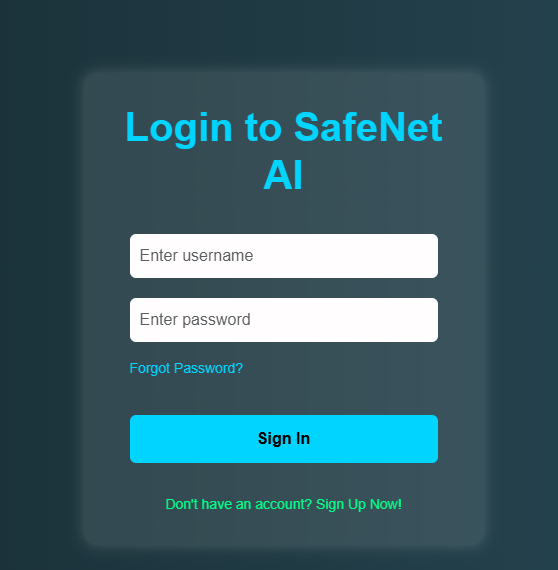 Login to SafeNet
AI
Enter username
Enter password
Forgot Password?
Sign In
Don't have an account? Sign Up Now!